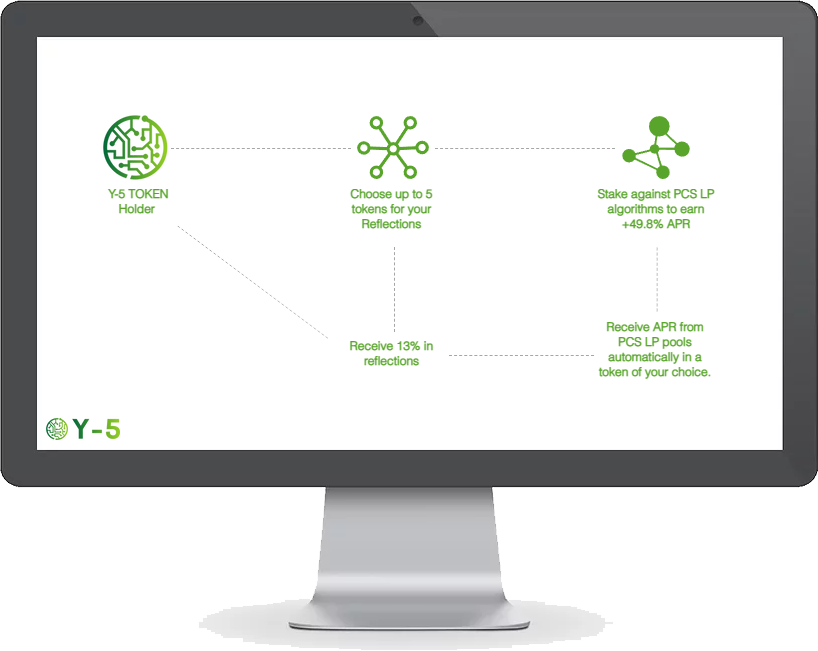 Y-5 TOKEN
Holder
Choose up to 5
tokens for your
Reflections
Stake against PCS LP
algorithms to earn
+49.8% APR
Receive 13% in
reflections
Receive APR from
PCS LP pools
automatically in a
token of your choice.
Y-5